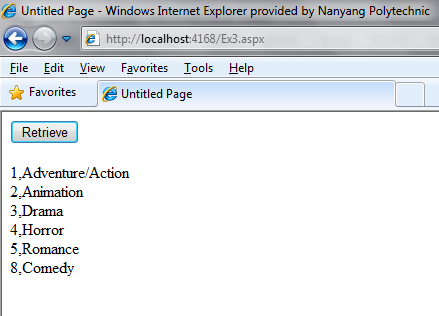 Untitled Page - Windows Internet Explorer provided by Nanyang Polytechnic
http://localhost:4168/Ex3.aspx
File Edit View Favorites Tools Help
Favorites Untitled Page
Retrieve
1,Adventure/Action
2,Animation
3,Drama
4,Horror
5,Romance
8,Comedy